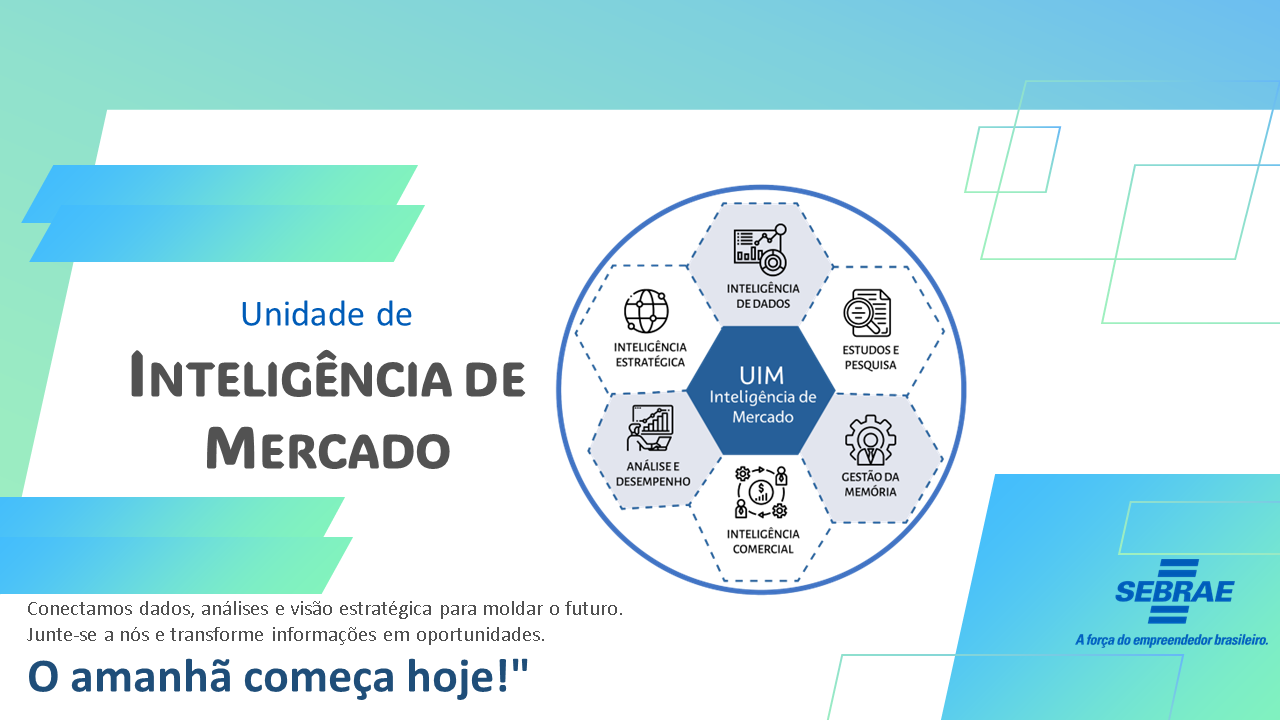 Unidade de
Inteligência de
Mercado
INTELIGÊNCIA
DE DADOS
INTELIGÊNCIA
ESTRATÉGICA
ESTUDOS E
PESQUISA
UIM
Inteligência de
Mercado
ANÁLISE E
DESEMPENHO
GESTÃO DA
MEMÓRIA
INTELIGÊNCIA
COMERCIAL
Conectamos dados, análises e visão estratégica para moldar o futuro.
Junte-se a nós e transforme informações em oportunidades.
O amanhã começa hoje!"
SEBRAE
A força do empreendedor brasileiro.